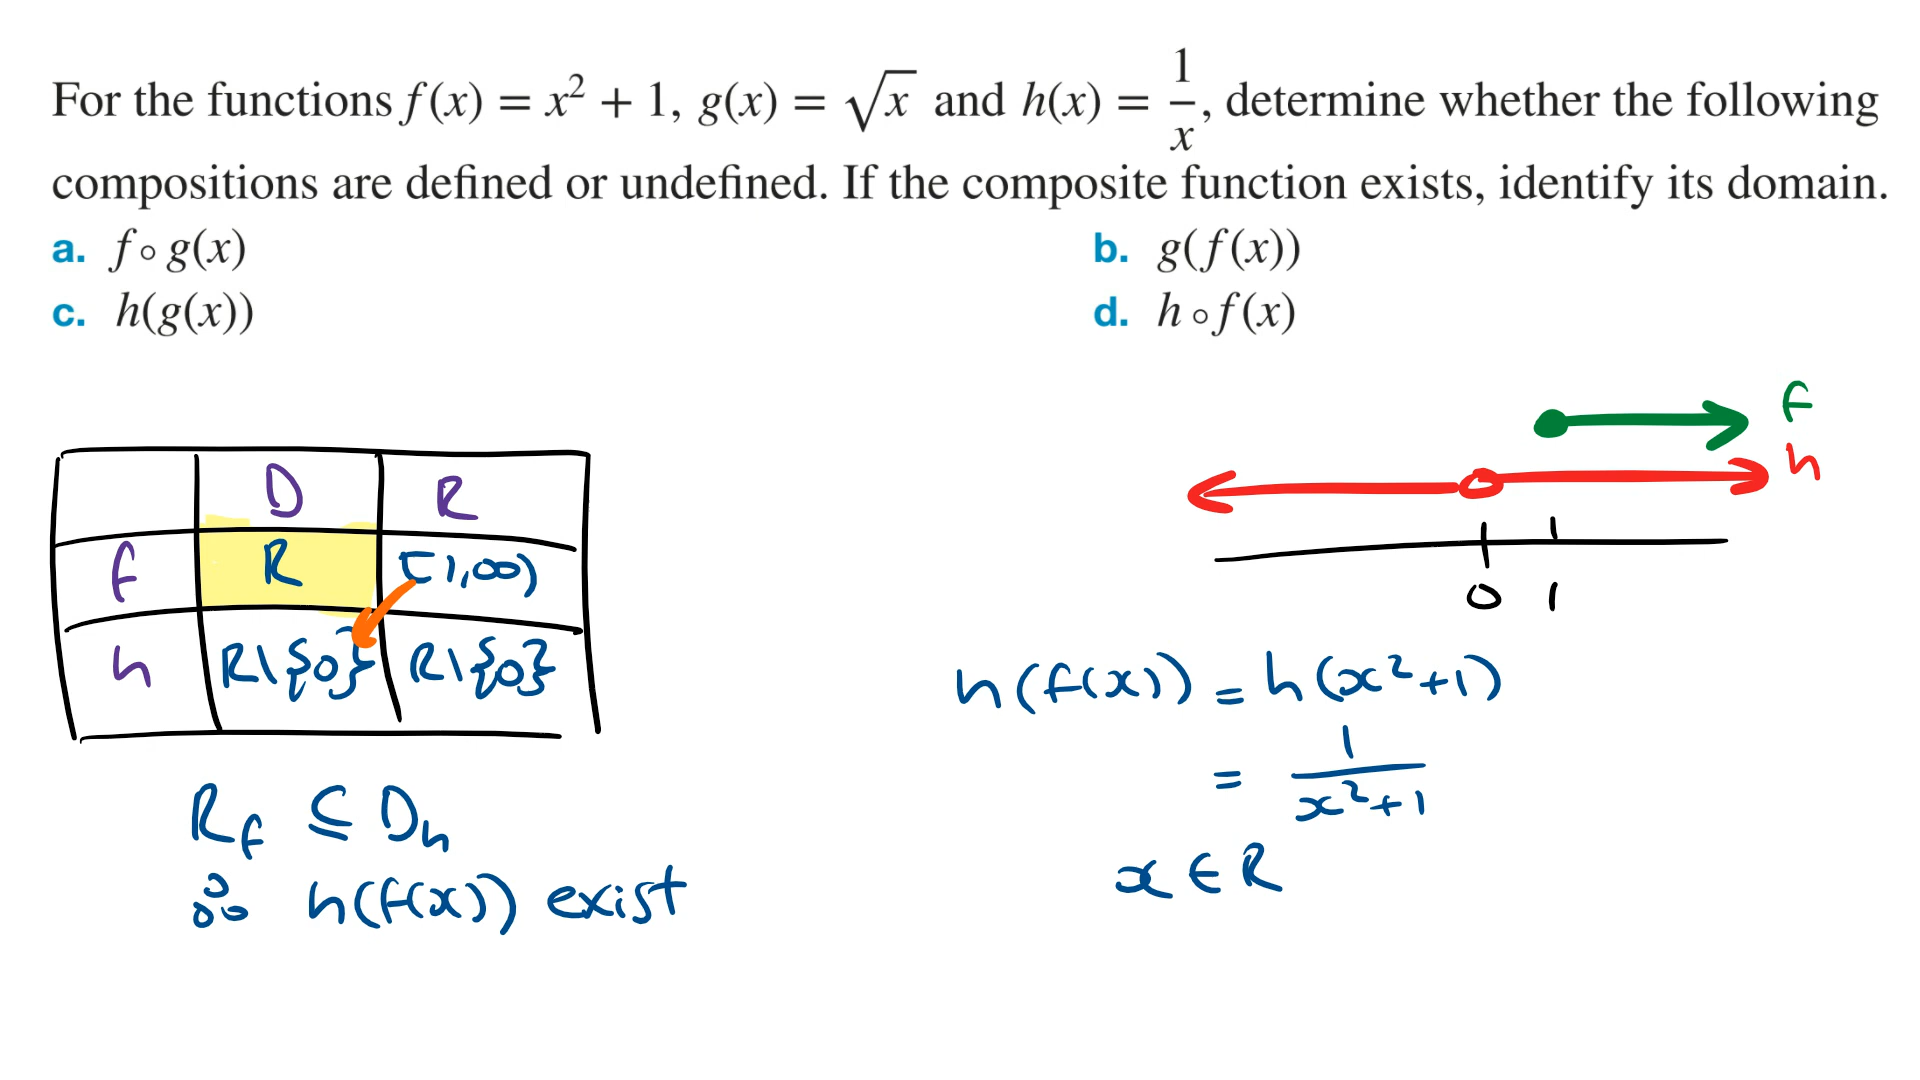 For the functions f(x) = x² + 1, g(x) = √x and h(x) = 1/x, determine whether the following
compositions are defined or undefined. If the composite function exists, identify its domain.
a. f∘g(x)
b. g(f(x))
c. h(g(x))
d. h∘f(x)
D R
f R [1,∞)
h R\{0} R\{0}
R_f ⊆ D_h
∴ h(f(x)) exist
f
h
0 1
h(f(x)) = h(x²+1)
= 1/(x²+1)
x ∈ R